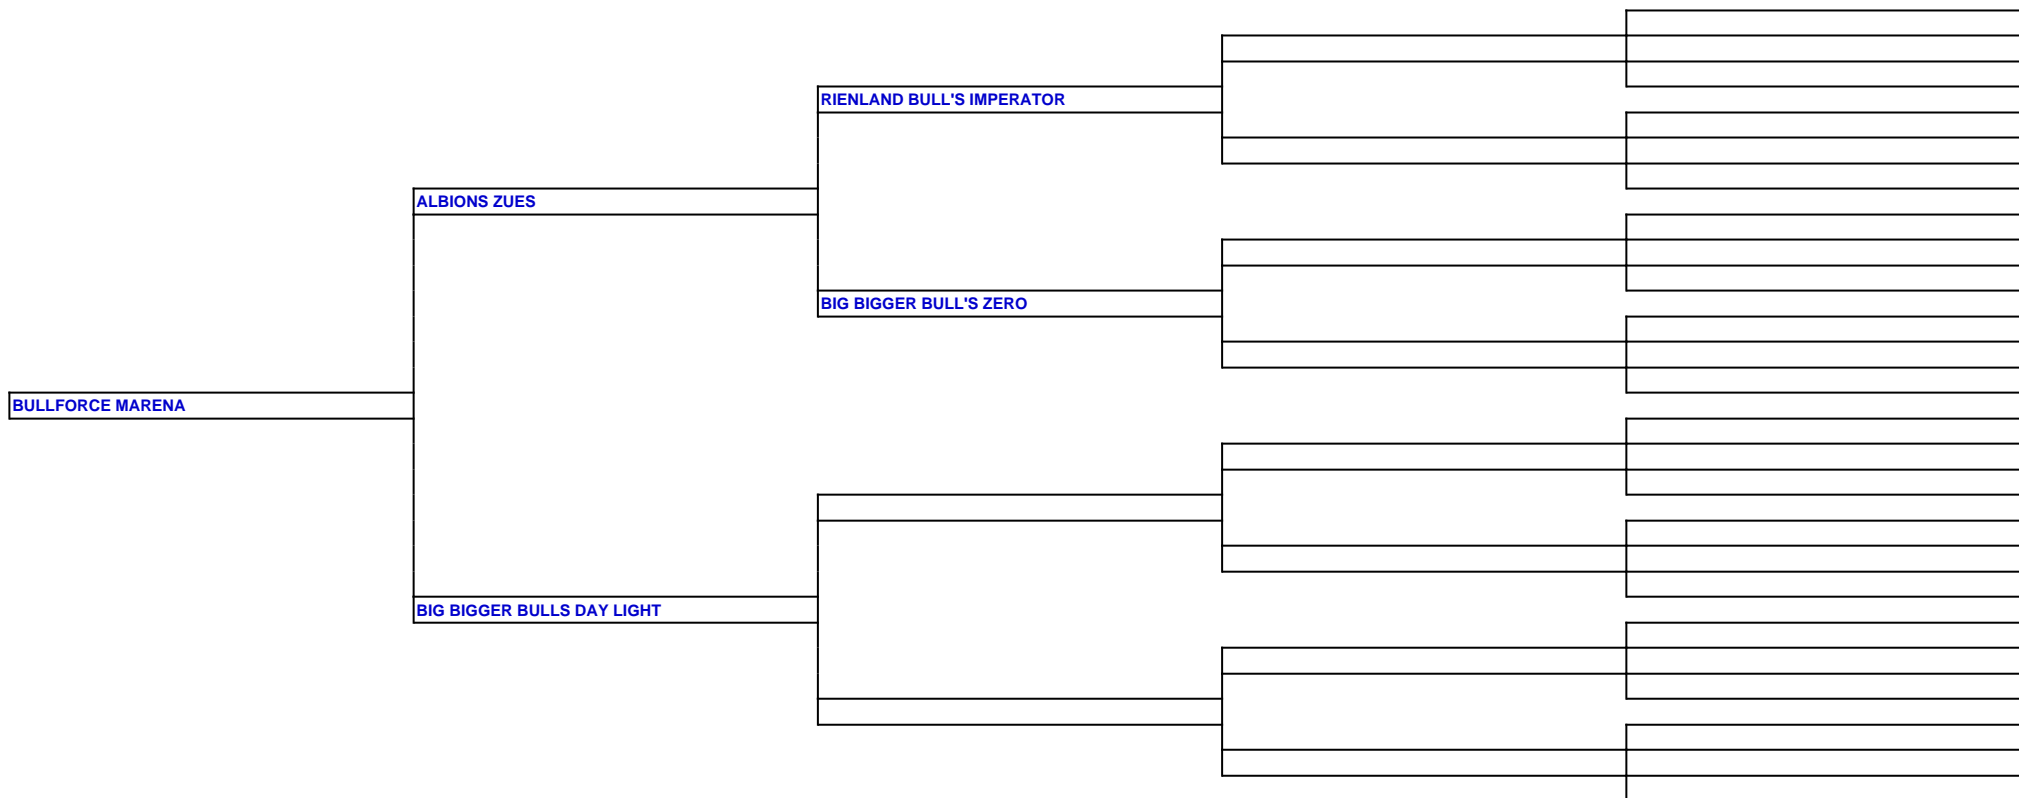 RIENLAND BULL'S IMPERATOR
ALBIONS ZUES
BIG BIGGER BULL'S ZERO
BULLFORCE MARENA
BIG BIGGER BULLS DAY LIGHT